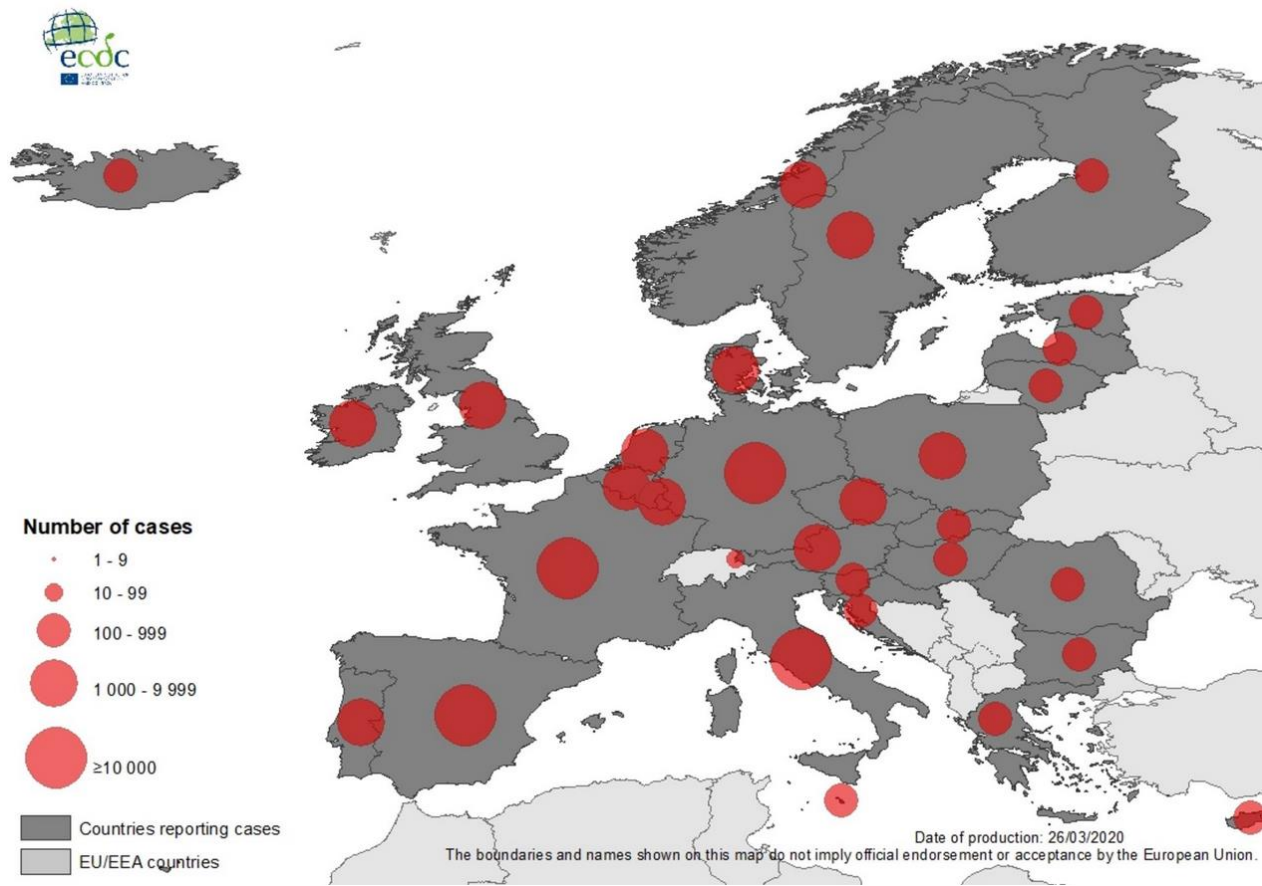 ecdc
Number of cases
1 - 9
10 - 99
100 - 999
1 000 - 9 999
≥10 000
Countries reporting cases
EU/EEA countries
Date of production: 26/03/2020
The boundaries and names shown on this map do not imply official endorsement or acceptance by the European Union.